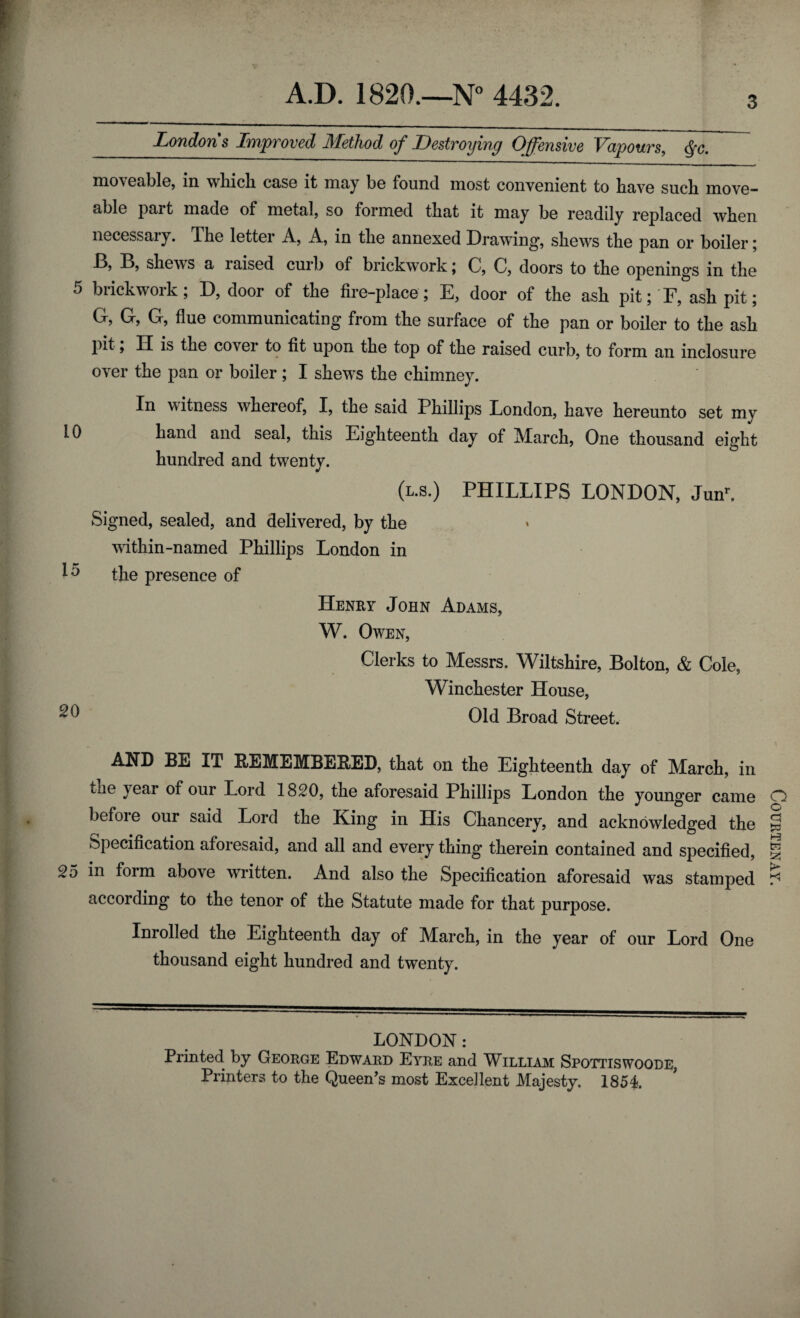 A.D. 1820.—N° 4432.
3
London's Improved Method of Destroying Offensive Vapours, &c.
moveable, in which case it may be found most convenient to have such move-
able part made of metal, so formed that it may be readily replaced when
necessary. The letter A, A, in the annexed Drawing, shews the pan or boiler;
B, B, shews a raised curb of brickwork; C, C, doors to the openings in the
5 brickwork; D, door of the fire-place; E, door of the ash pit; F, ash pit;
G, G, G, flue communicating from the surface of the pan or boiler to the ash
pit; H is the cover to fit upon the top of the raised curb, to form an inclosure
over the pan or boiler; I shews the chimney.
In witness whereof, I, the said Phillips London, have hereunto set my
10 hand and seal, this Eighteenth day of March, One thousand eight
hundred and twenty.
(L.S.) PHILLIPS LONDON, Junr.
Signed, sealed, and delivered, by the
within-named Phillips London in
15 the presence of
Henry John Adams,
W. Owen,
Clerks to Messrs. Wiltshire, Bolton, & Cole,
Winchester House,
20 Old Broad Street.
AND BE IT REMEMBERED, that on the Eighteenth day of March, in
the year of our Lord 1820, the aforesaid Phillips London the younger came
before our said Lord the King in His Chancery, and acknowledged the
Specification aforesaid, and all and every thing therein contained and specified,
25 in form above written. And also the Specification aforesaid was stamped
according to the tenor of the Statute made for that purpose.
Inrolled the Eighteenth day of March, in the year of our Lord One
thousand eight hundred and twenty.
Courtenay.
LONDON:
Printed by George Edward Eyre and William Spottiswoode,
Printers to the Queen's most Excellent Majesty. 1854.